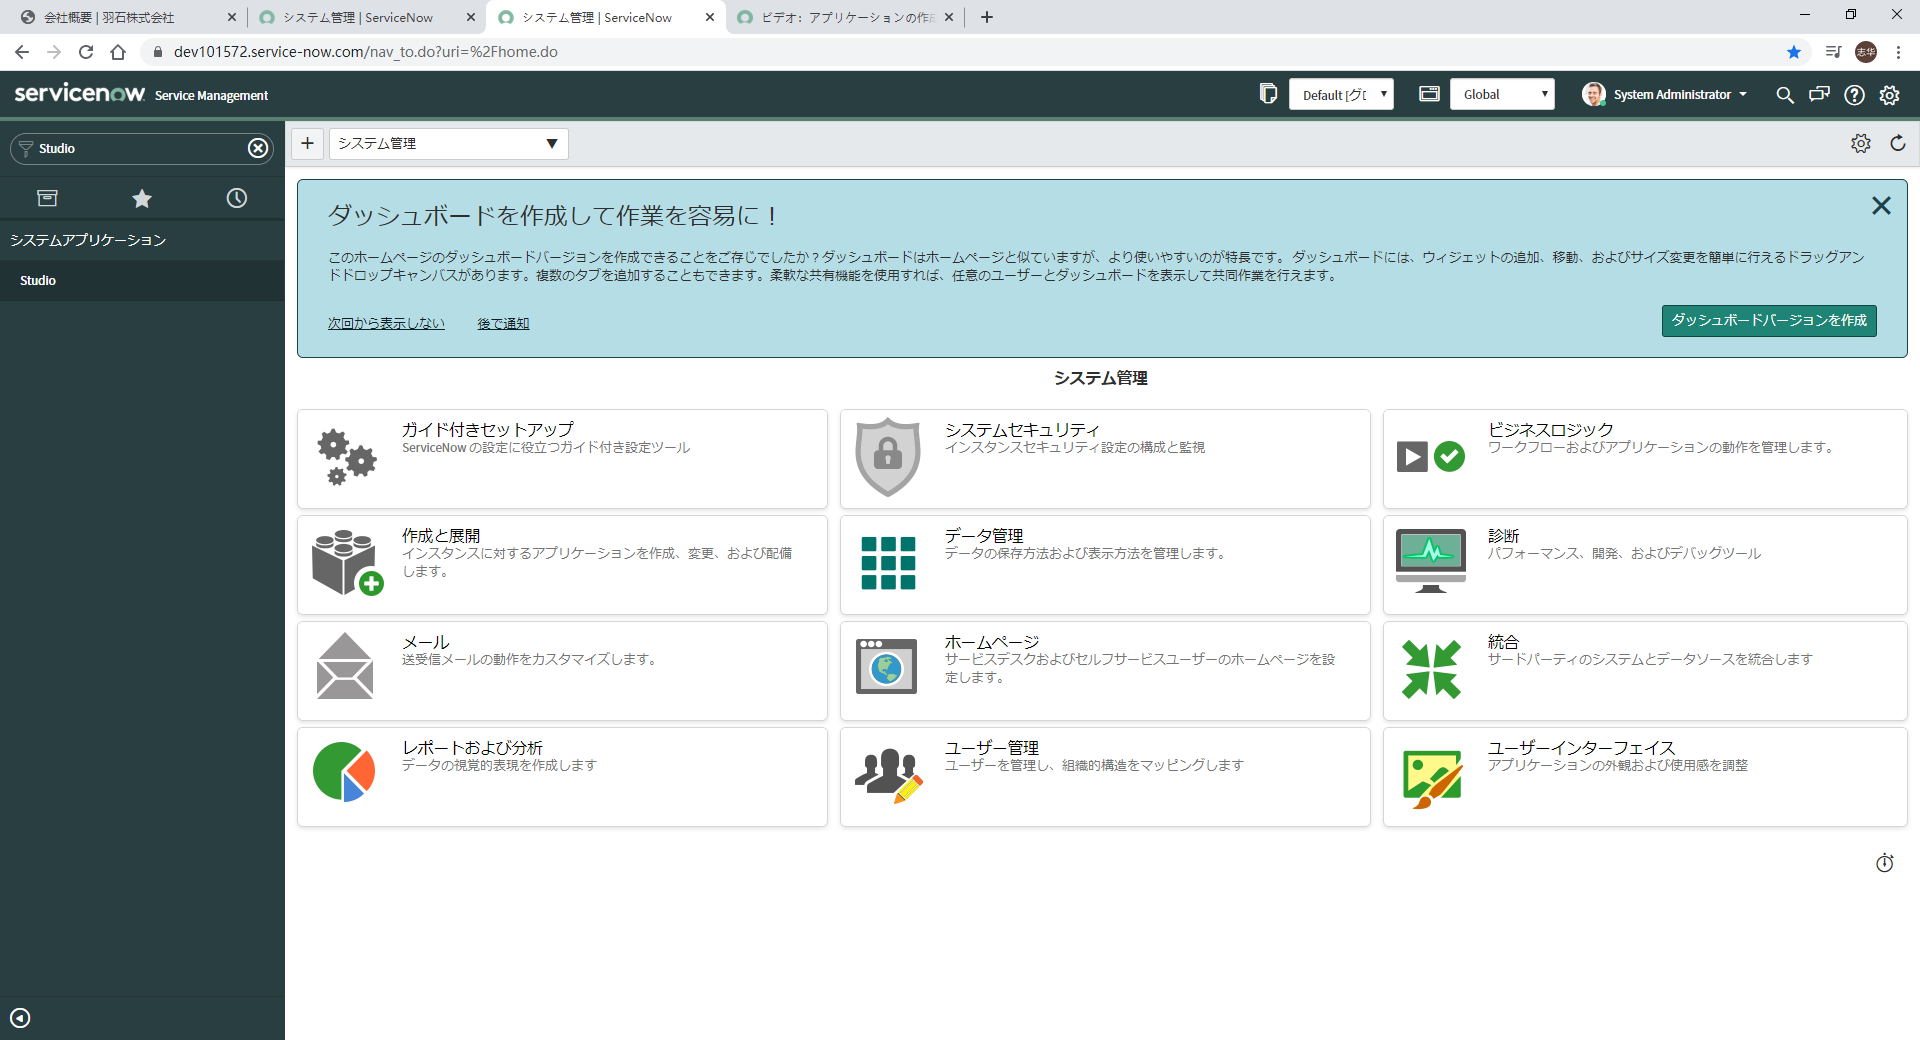 会社概要 | 羽石株式会社
システム管理 | ServiceNow
システム管理 | ServiceNow
ビデオ：アプリケーションの作成
dev101572.service-now.com/nav_to.do?uri=%2Fhome.do
志华
servicenow Service Management
Default [グロ
Global
System Administrator
Studio
システム管理
システムアプリケーション
Studio
ダッシュボードを作成して作業を容易に！
このホームページのダッシュボードバージョンを作成できることをご存じでしたか？ダッシュボードはホームページと似ていますが、より使いやすいのが特長です。 ダッシュボードには、ウィジェットの追加、移動、およびサイズ変更を簡単に行えるドラッグアン
ドドロップキャンバスがあります。複数のタブを追加することもできます。柔軟な共有機能を使用すれば、任意のユーザーとダッシュボードを表示して共同作業を行えます。
次回から表示しない
後で通知
ダッシュボードバージョンを作成
システム管理
ガイド付きセットアップ
ServiceNow の設定に役立つガイド付き設定ツール
システムセキュリティ
インスタンスセキュリティ設定の構成と監視
ビジネスロジック
ワークフローおよびアプリケーションの動作を管理します。
作成と展開
インスタンスに対するアプリケーションを作成、変更、および配備
します。
データ管理
データの保存方法および表示方法を管理します。
診断
パフォーマンス、開発、およびデバッグツール
メール
送受信メールの動作をカスタマイズします。
ホームページ
サービスデスクおよびセルフサービスユーザーのホームページを設
定します。
統合
サードパーティのシステムとデータソースを統合します
レポートおよび分析
データの視覚的表現を作成します
ユーザー管理
ユーザーを管理し、組織的構造をマッピングします
ユーザーインターフェイス
アプリケーションの外観および使用感を調整